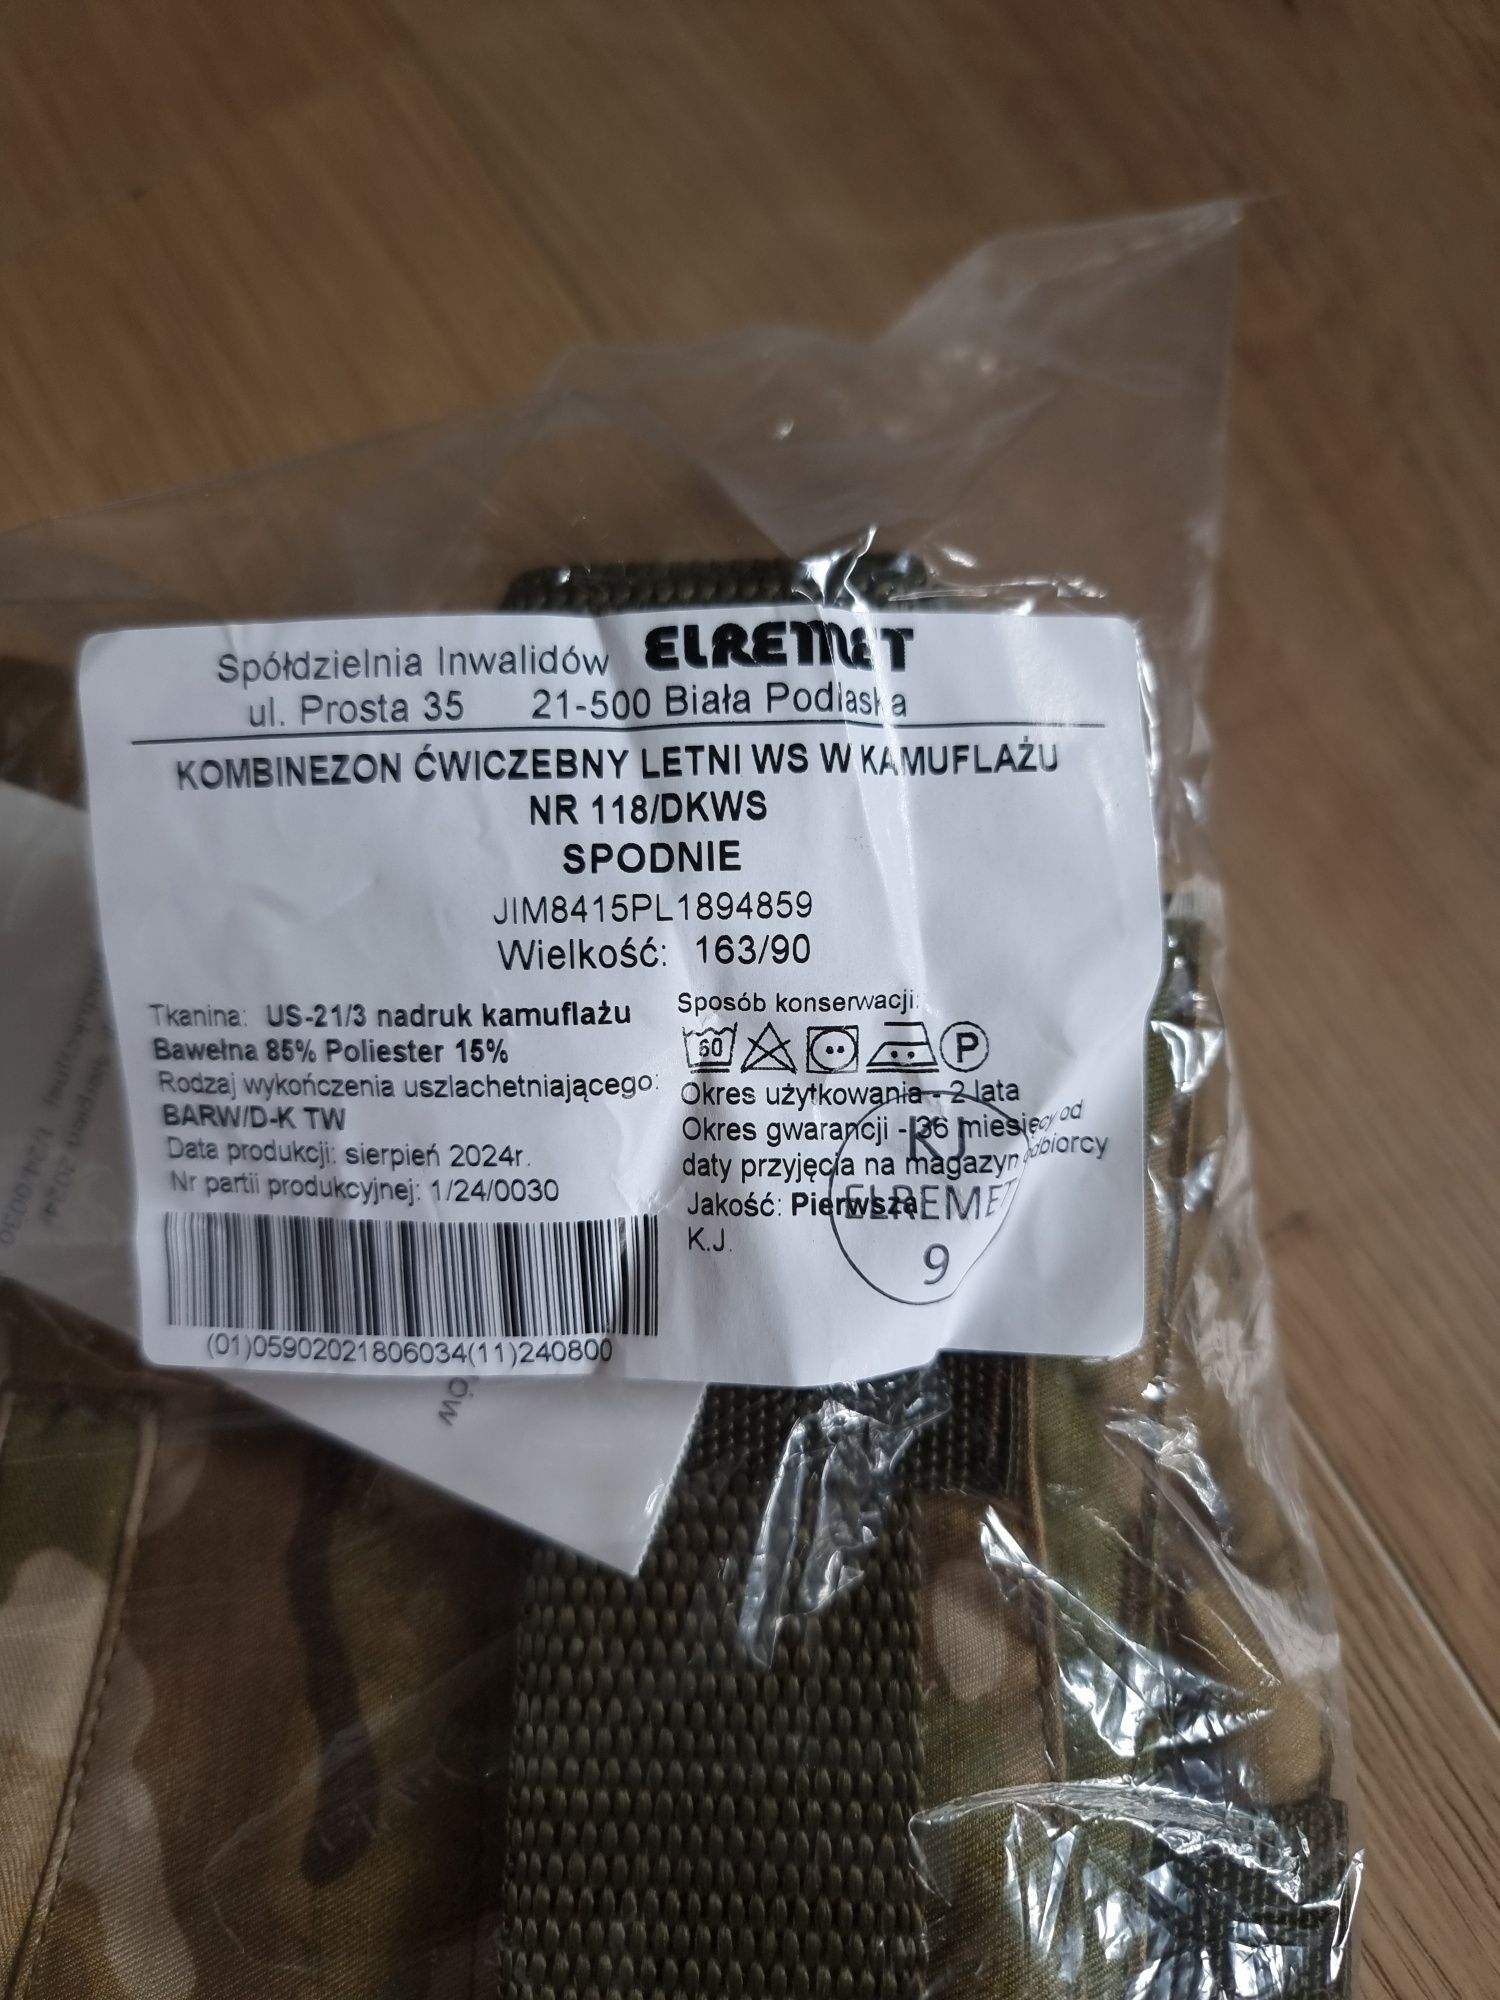 Spółdzielnia Inwalidów ELREMET
ul. Prosta 35 21-500 Biała Podlaska
KOMBINEZON ĆWICZEBNY LETNI WS W KAMUFLAŻU
NR 118/DKWS
SPODNIE
JIM8415PL1894859
Wielkość: 163/90
Tkanina: US-21/3 nadruk kamuflażu
Bawełna 85% Poliester 15%
Rodzaj wykończenia uszlachetniającego:
BARW/D-K TW
Data produkcji: sierpień 2024r.
Nr partii produkcyjnej: 1/24/0030
(01)05902021806034(11)240800
Sposób konserwacji:
60 P
Okres użytkowania - 2 lata
Okres gwarancji - 36 miesięcy od
daty przyjęcia na magazyn odbiorcy
Jakość: Pierwsza
K.J.
KJ
ELREMET
9